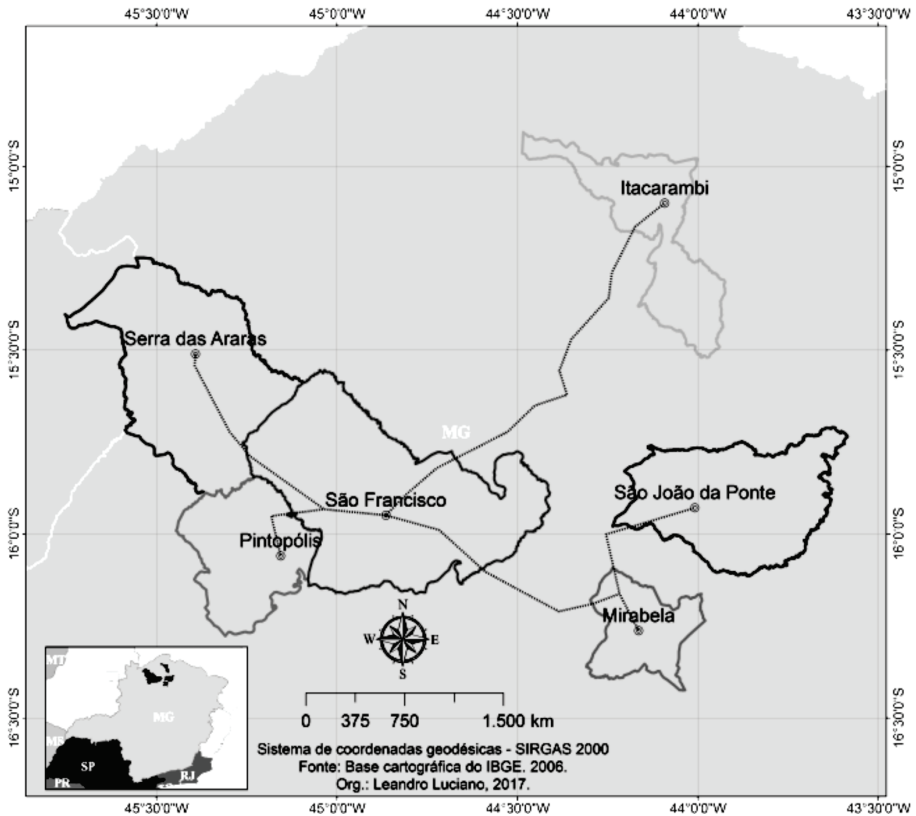 45°30'0"W 45°0'0"W 44°30'0"W 44°0'0"W 43°30'0"W
15°0'0"S 15°0'0"S
Itacarambi
Serra das Araras
15°30'0"S 15°30'0"S
MG
São Francisco
São João da Ponte
16°0'0"S 16°0'0"S
Pintopólis
Mirabela
N
W E
S
MT
MG
MS
SP
RJ
PR
0 375 750 1.500 km
16°30'0"S 16°30'0"S
Sistema de coordenadas geodésicas - SIRGAS 2000
Fonte: Base cartográfica do IBGE. 2006.
Org.: Leandro Luciano, 2017.
45°30'0"W 45°0'0"W 44°30'0"W 44°0'0"W 43°30'0"W